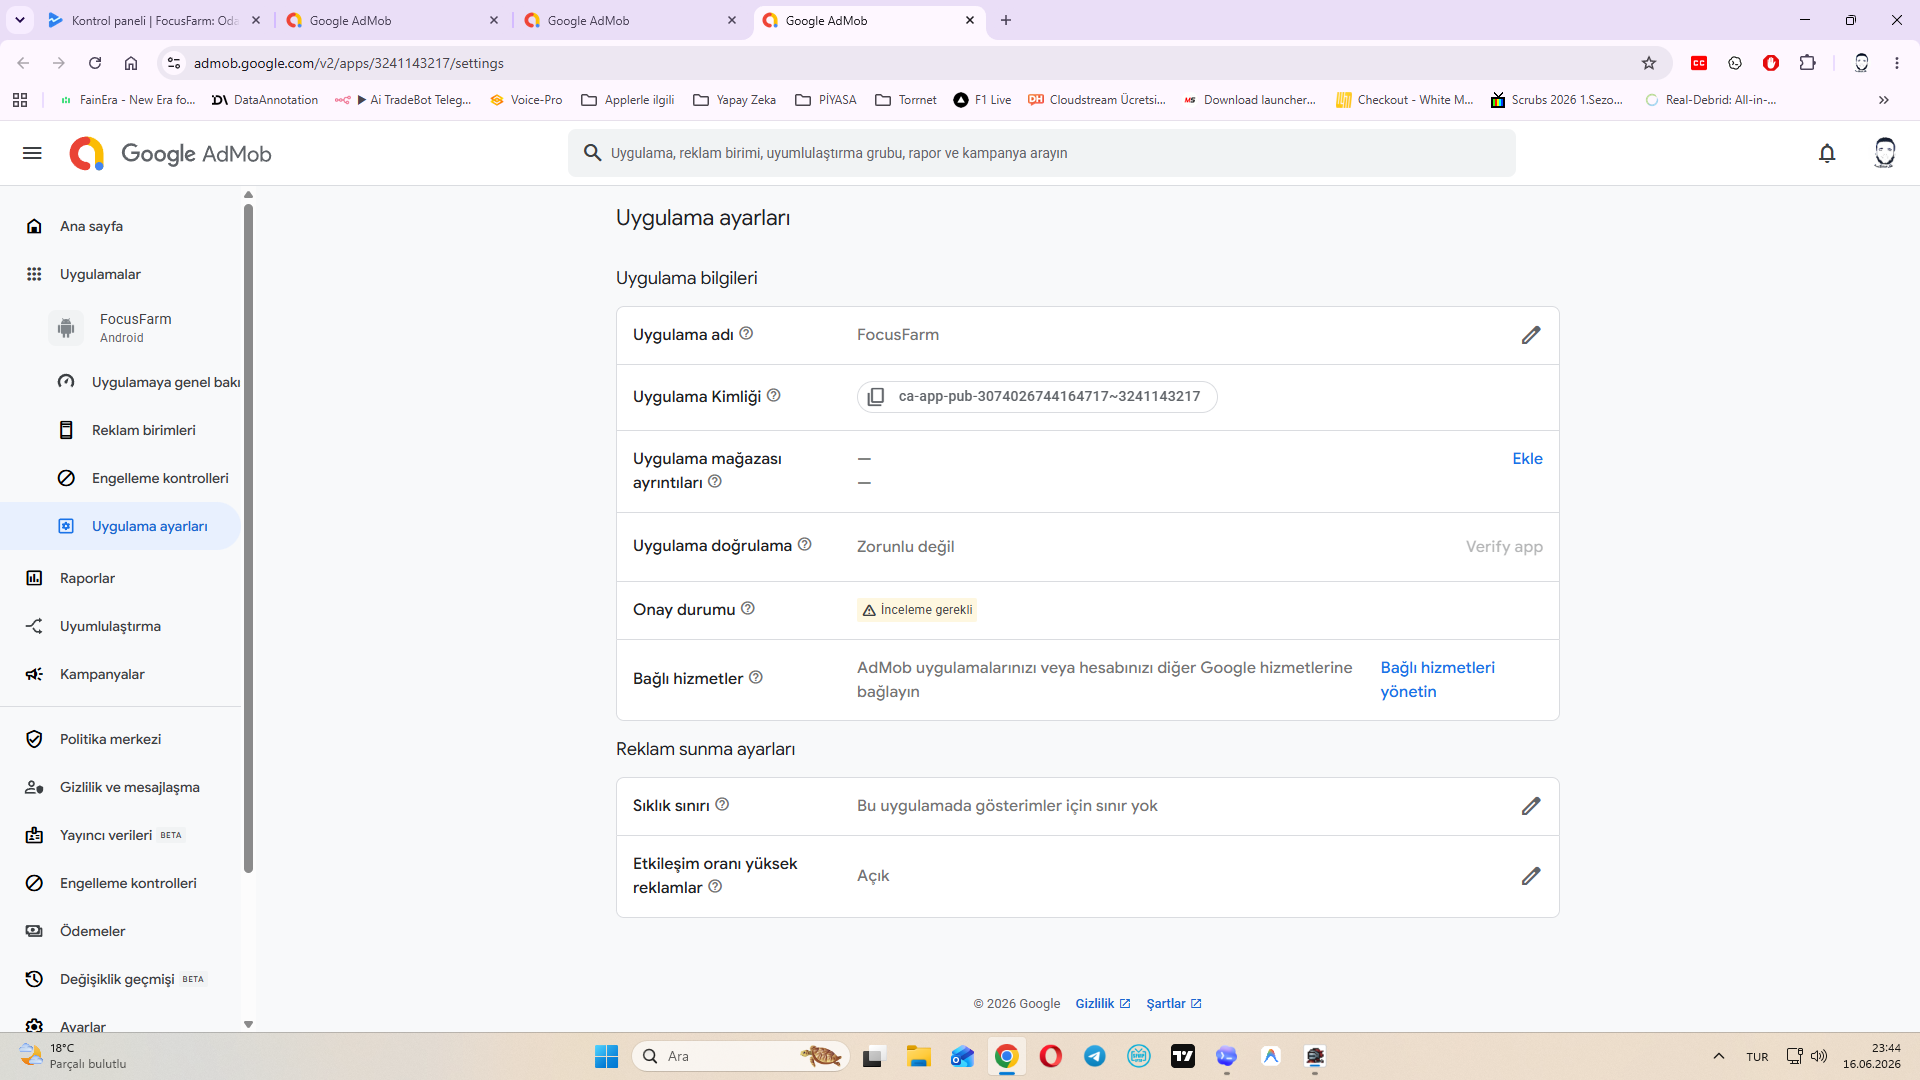 Kontrol paneli | FocusFarm: Oda
Google AdMob
Google AdMob
Google AdMob
admob.google.com/v2/apps/3241143217/settings
FainEra - New Era fo...
DataAnnotation
Ai TradeBot Teleg...
Voice-Pro
Applerle ilgili
Yapay Zeka
PİYASA
Torrnet
F1 Live
Cloudstream Ücretsi...
Download launcher...
Checkout - White M...
Scrubs 2026 1.Sezo...
Real-Debrid: All-in-...
Google AdMob
Uygulama, reklam birimi, uyumlulaştırma grubu, rapor ve kampanya arayın
Ana sayfa
Uygulamalar
FocusFarm
Android
Uygulamaya genel bakı
Reklam birimleri
Engelleme kontrolleri
Uygulama ayarları
Raporlar
Uyumlulaştırma
Kampanyalar
Politika merkezi
Gizlilik ve mesajlaşma
Yayıncı verileri BETA
Engelleme kontrolleri
Ödemeler
Değişiklik geçmişi BETA
Ayarlar
Uygulama ayarları
Uygulama bilgileri
Uygulama adı
FocusFarm
Uygulama Kimliği
ca-app-pub-3074026744164717~3241143217
Uygulama mağazası
ayrıntıları
—
—
Ekle
Uygulama doğrulama
Zorunlu değil
Verify app
Onay durumu
İnceleme gerekli
Bağlı hizmetler
AdMob uygulamalarınızı veya hesabınızı diğer Google hizmetlerine
bağlayın
Bağlı hizmetleri
yönetin
Reklam sunma ayarları
Sıklık sınırı
Bu uygulamada gösterimler için sınır yok
Etkileşim oranı yüksek
reklamlar
Açık
© 2026 Google
Gizlilik
Şartlar
18°C
Parçalı bulutlu
Ara
TUR
23:44
16.06.2026